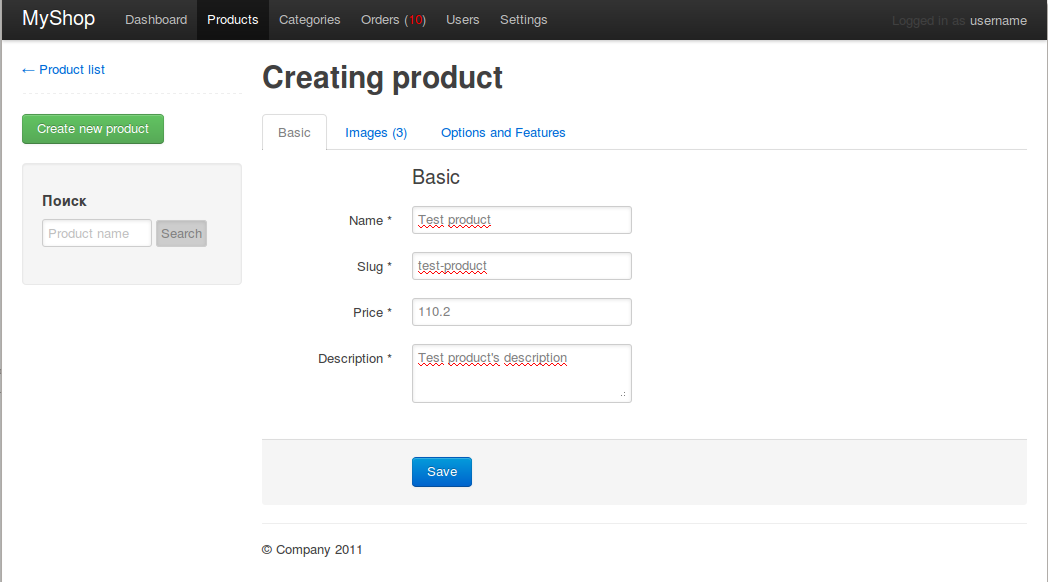 MyShop Dashboard Products Categories Orders (10) Users Settings Logged in as username
← Product list
Create new product
Поиск
Product name Search
Creating product
Basic Images (3) Options and Features
Basic
Name * Test product
Slug * test-product
Price * 110.2
Description * Test product's description
Save
© Company 2011